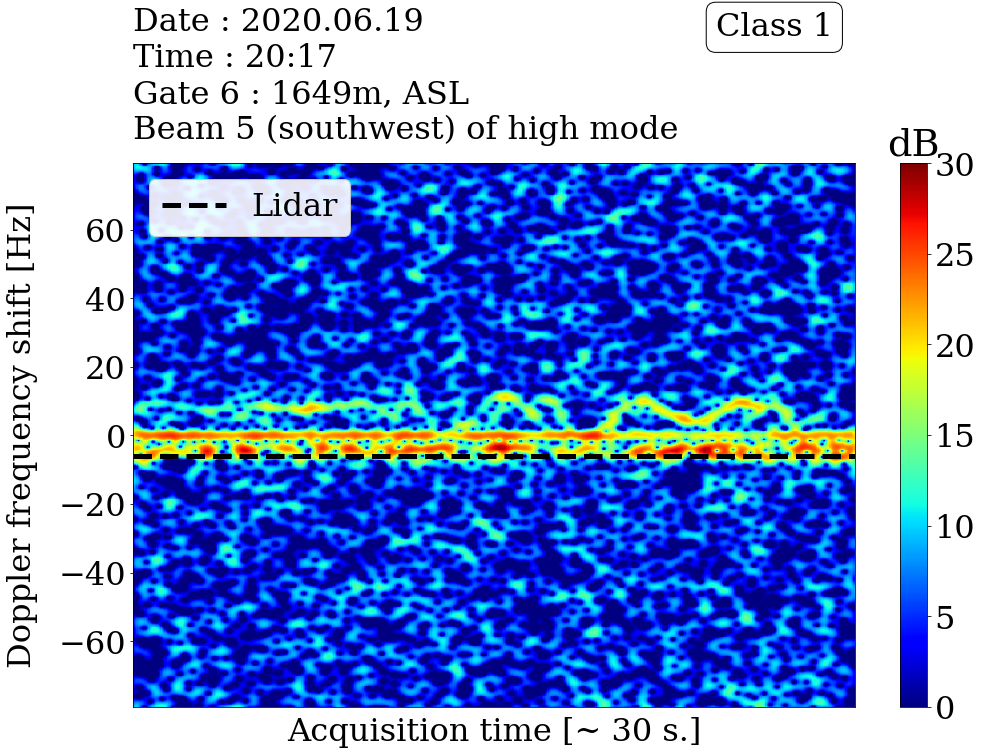 Date : 2020.06.19
Time : 20:17
Gate 6 : 1649m, ASL
Beam 5 (southwest) of high mode
Class 1
dB
Lidar
Doppler frequency shift [Hz]
60
40
20
0
−20
−40
−60
30
25
20
15
10
5
0
Acquisition time [~ 30 s.]